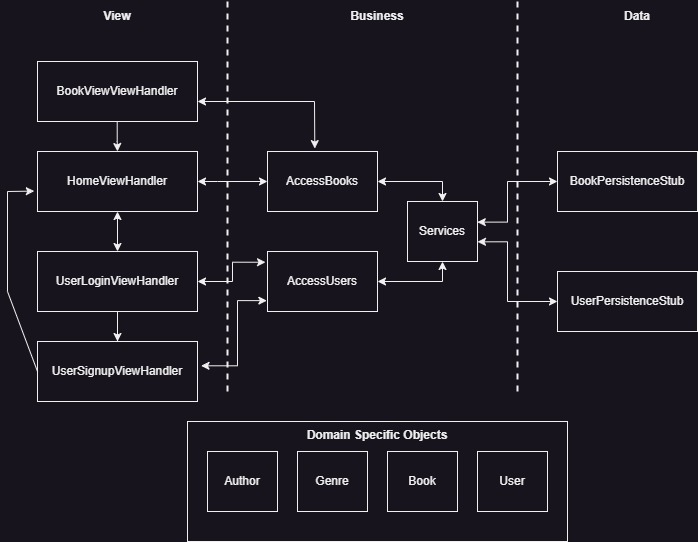 View
Business
Data
BookViewViewHandler
HomeViewHandler
AccessBooks
BookPersistenceStub
Services
UserLoginViewHandler
AccessUsers
UserPersistenceStub
UserSignupViewHandler
Domain Specific Objects
Author
Genre
Book
User